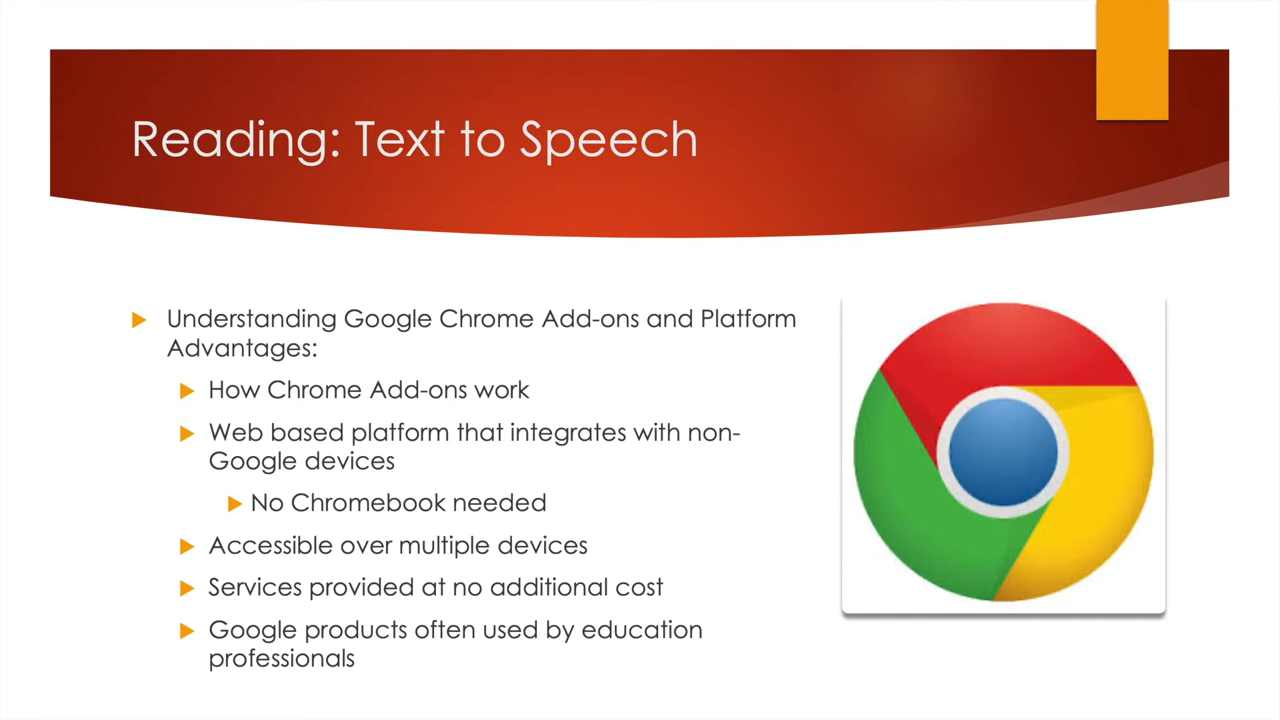 Reading: Text to Speech
Understanding Google Chrome Add-ons and Platform
Advantages:
How Chrome Add-ons work
Web based platform that integrates with non-
Google devices
No Chromebook needed
Accessible over multiple devices
Services provided at no additional cost
Google products often used by education
professionals